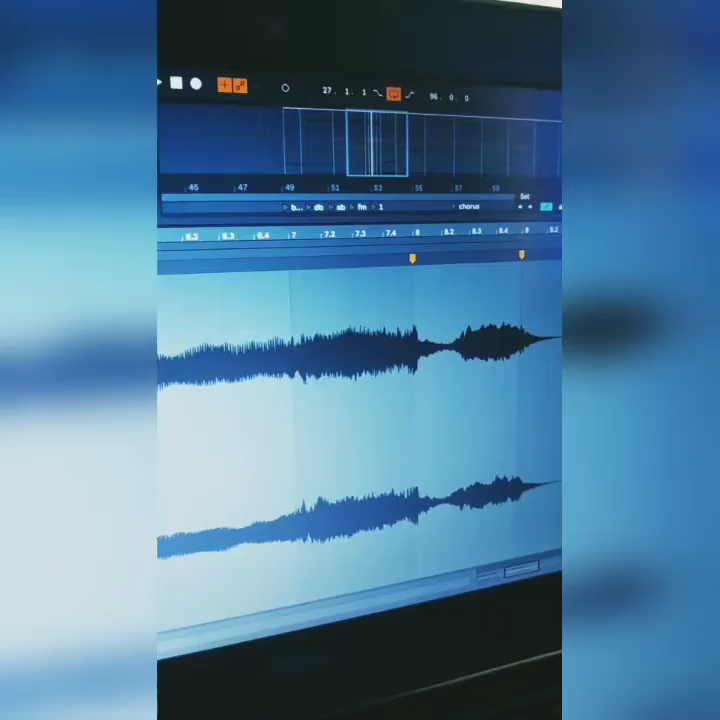 27. 1. 1 96. 0. 0
45 47 49 51 53 55 57 59
Set
b... db ab fm 1 chorus
6.2 6.3 6.4 7 7.2 7.3 7.4 8 8.2 8.3 8.4 9 9.2